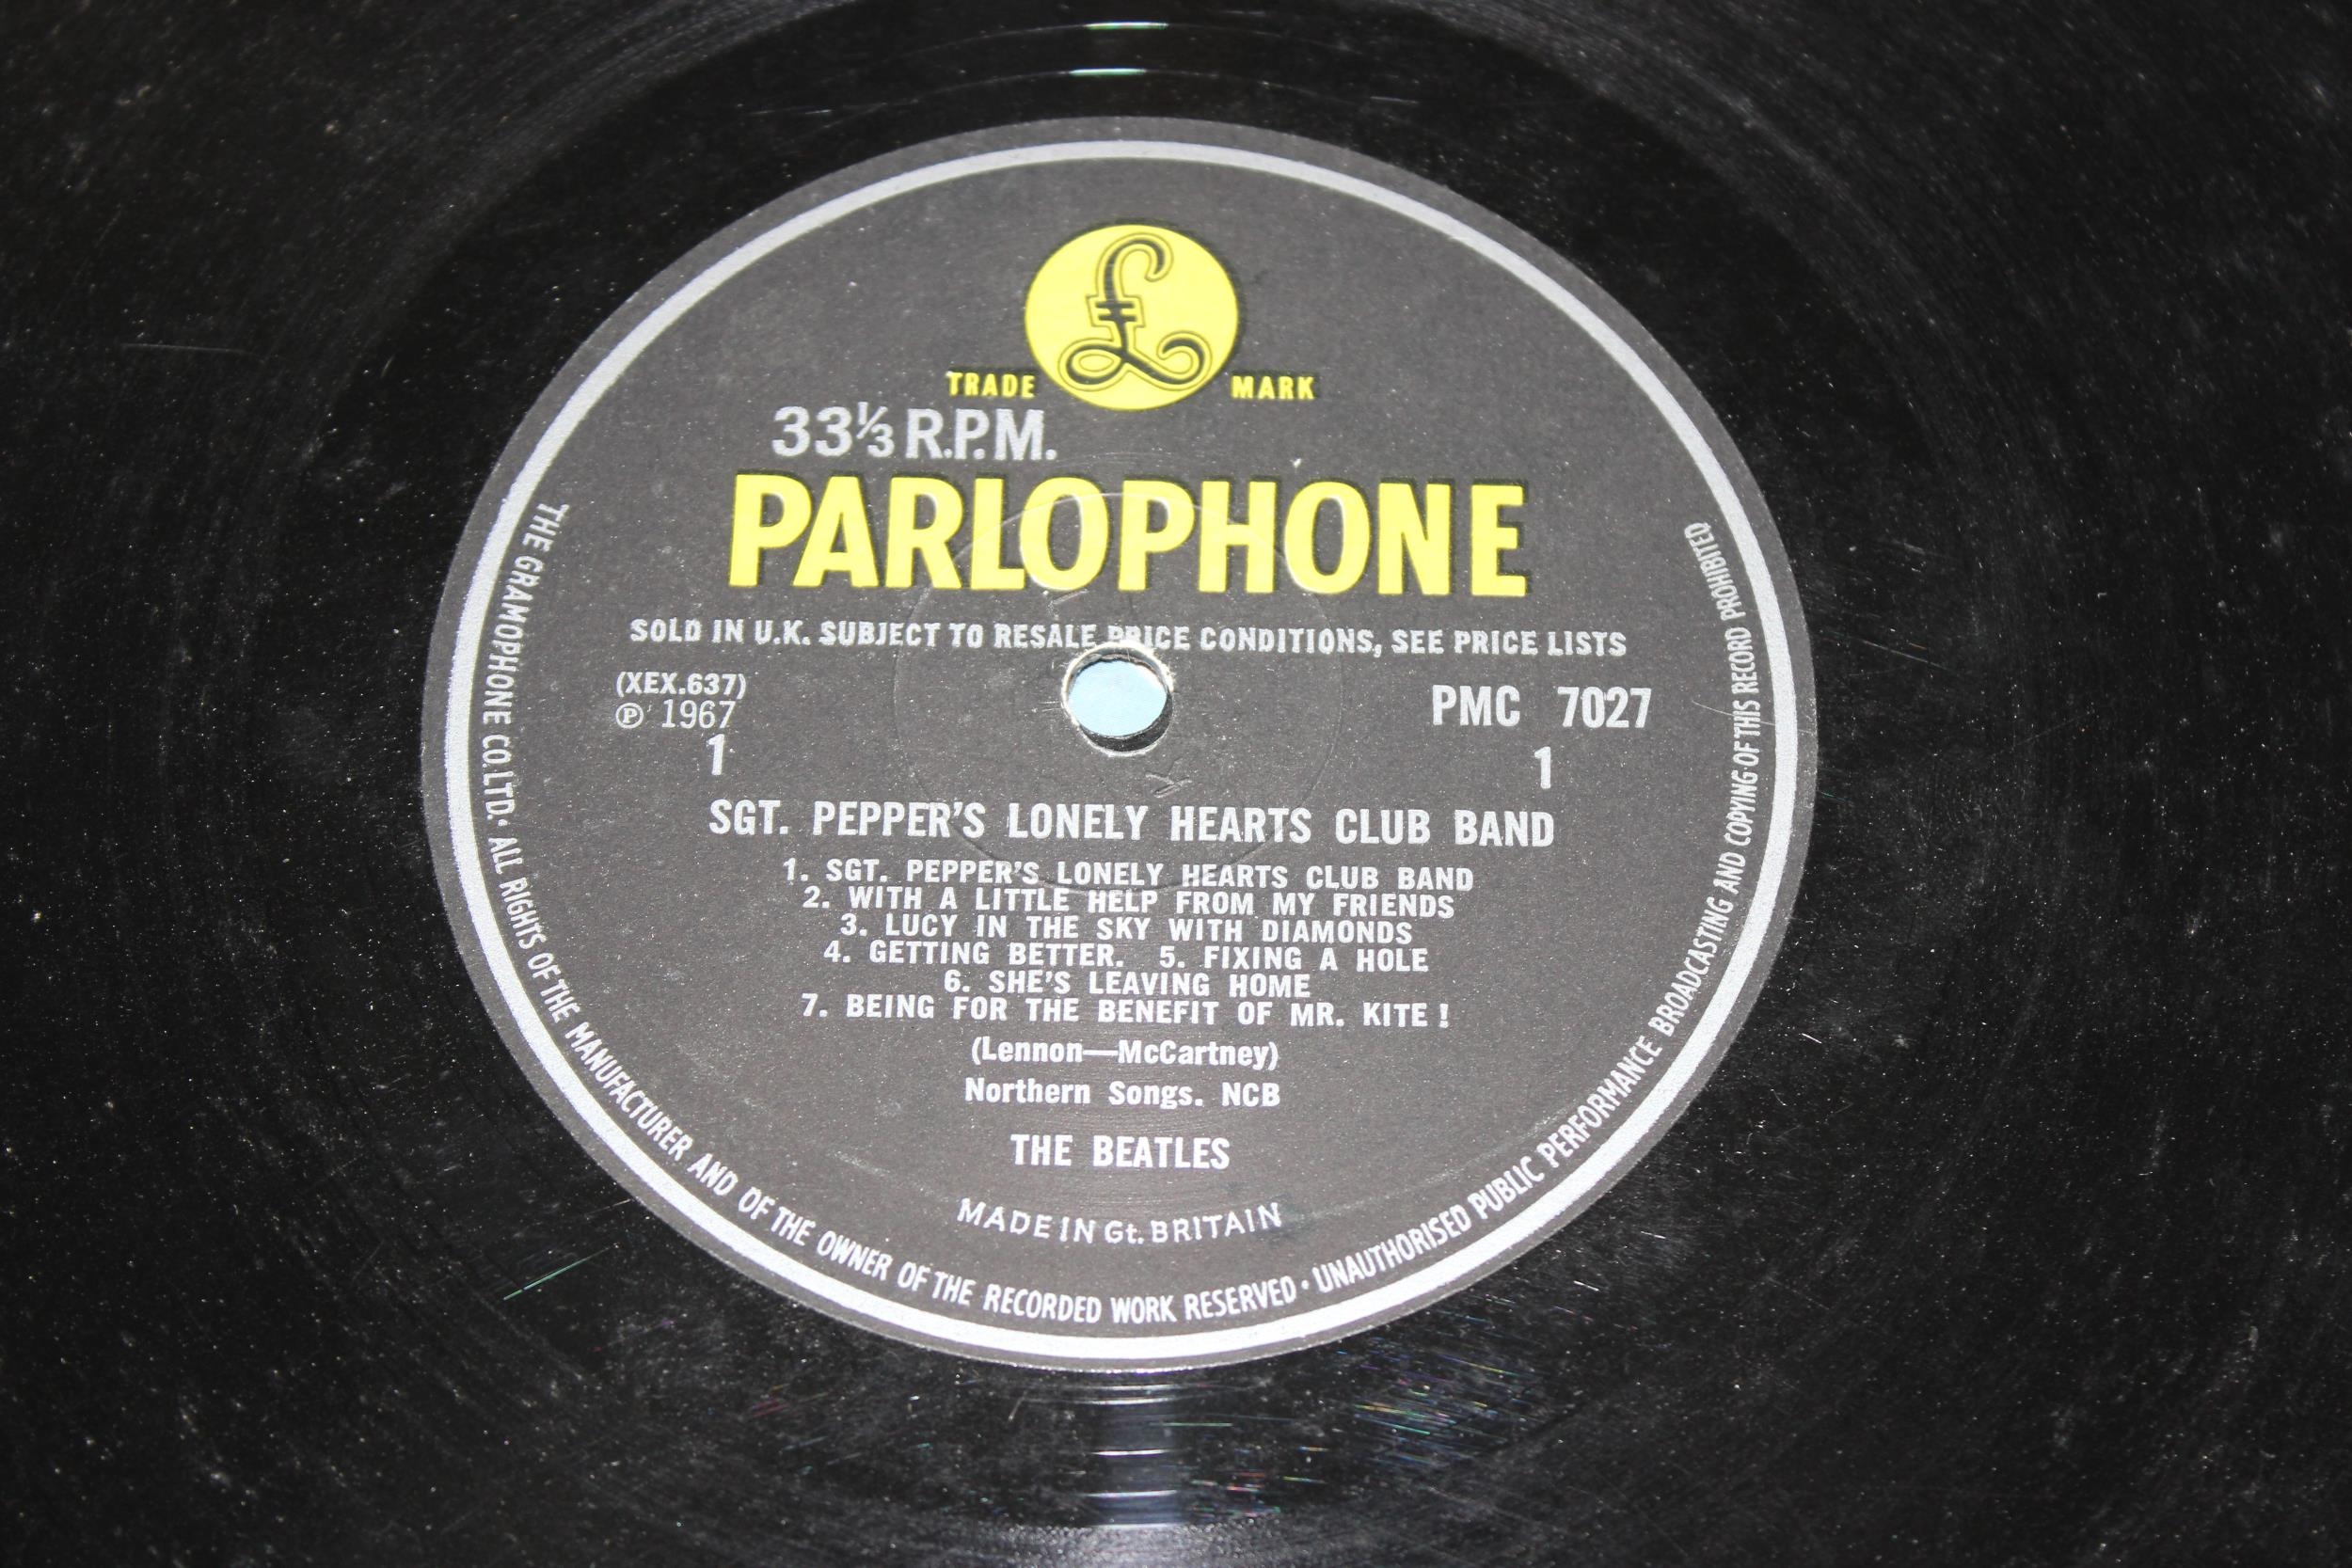 £
TRADE MARK
33⅓ R.P.M.
PARLOPHONE
SOLD IN U.K. SUBJECT TO RESALE PRICE CONDITIONS, SEE PRICE LISTS
(XEX.637)
℗ 1967
PMC 7027
1 1
SGT. PEPPER'S LONELY HEARTS CLUB BAND
1. SGT. PEPPER'S LONELY HEARTS CLUB BAND
2. WITH A LITTLE HELP FROM MY FRIENDS
3. LUCY IN THE SKY WITH DIAMONDS
4. GETTING BETTER. 5. FIXING A HOLE
6. SHE'S LEAVING HOME
7. BEING FOR THE BENEFIT OF MR. KITE !
(Lennon—McCartney)
Northern Songs. NCB
THE BEATLES
MADE IN Gt. BRITAIN
THE GRAMOPHONE CO. LTD. • ALL RIGHTS OF THE MANUFACTURER AND OF THE OWNER OF THE RECORDED WORK RESERVED • UNAUTHORISED PUBLIC PERFORMANCE BROADCASTING AND COPYING OF THIS RECORD PROHIBITED